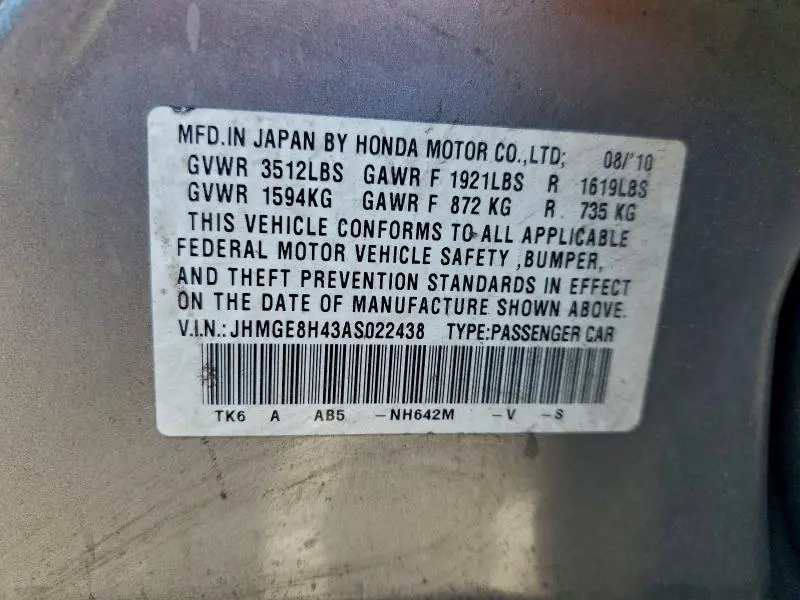 MFD.IN JAPAN BY HONDA MOTOR CO.,LTD; 08/'10
GVWR 3512LBS GAWR F 1921LBS R 1619LBS
GVWR 1594KG GAWR F 872 KG R 735 KG
THIS VEHICLE CONFORMS TO ALL APPLICABLE
FEDERAL MOTOR VEHICLE SAFETY ,BUMPER,
AND THEFT PREVENTION STANDARDS IN EFFECT
ON THE DATE OF MANUFACTURE SHOWN ABOVE.
V.I.N.:JHMGE8H43AS022438 TYPE:PASSENGER CAR
TK6 A AB5 -NH642M -V -S